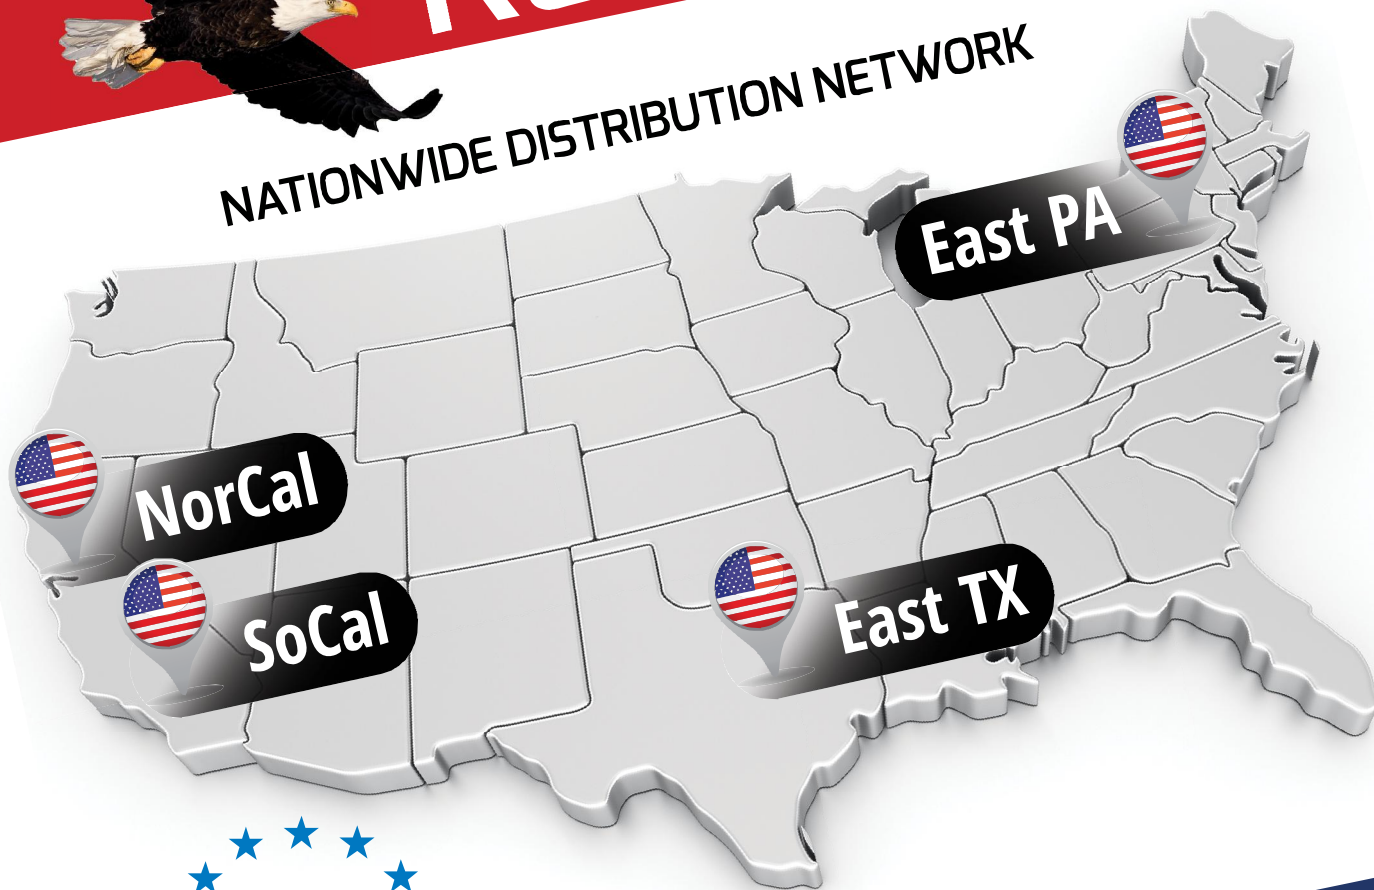 NATIONWIDE DISTRIBUTION NETWORK
East PA
NorCal
East TX
SoCal